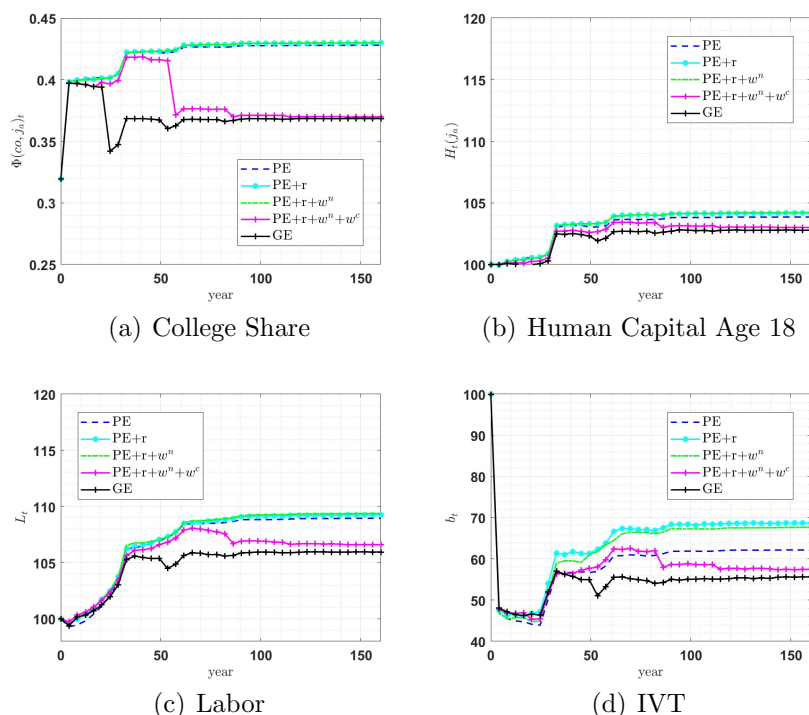 0.45
0.4
0.35
0.3
0.25
Φ(co, j_a)_t
PE
PE+r
PE+r+w^n
PE+r+w^n+w^c
GE
0 50 100 150
year
(a) College Share
120
115
110
105
100
H_t(j_a)
PE
PE+r
PE+r+w^n
PE+r+w^n+w^c
GE
0 50 100 150
year
(b) Human Capital Age 18
120
115
110
105
100
L_t
PE
PE+r
PE+r+w^n
PE+r+w^n+w^c
GE
0 50 100 150
year
(c) Labor
100
90
80
70
60
50
40
b_t
PE
PE+r
PE+r+w^n
PE+r+w^n+w^c
GE
0 50 100 150
year
(d) IVT